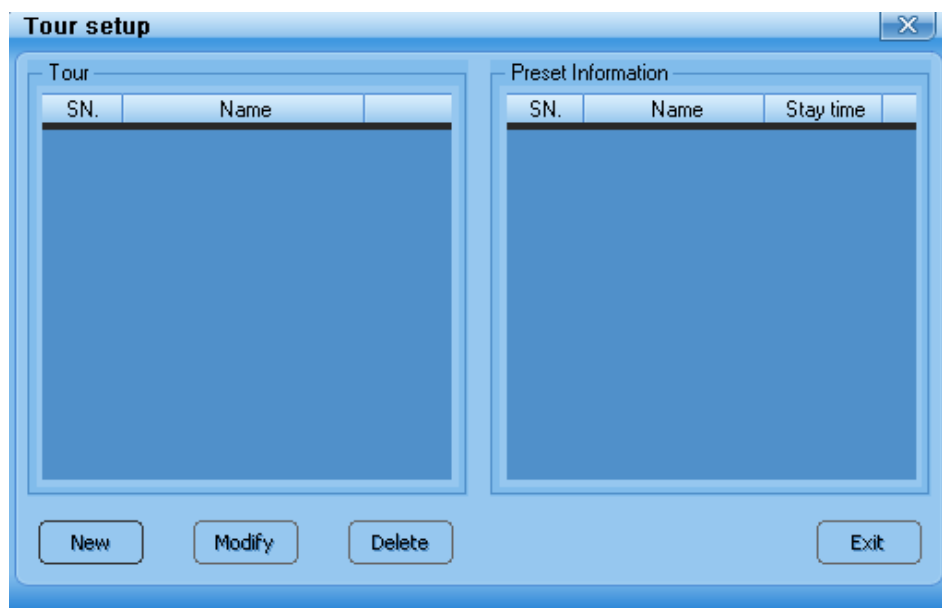 Tour setup
Tour
SN. Name
Preset Information
SN. Name Stay time
New Modify Delete Exit